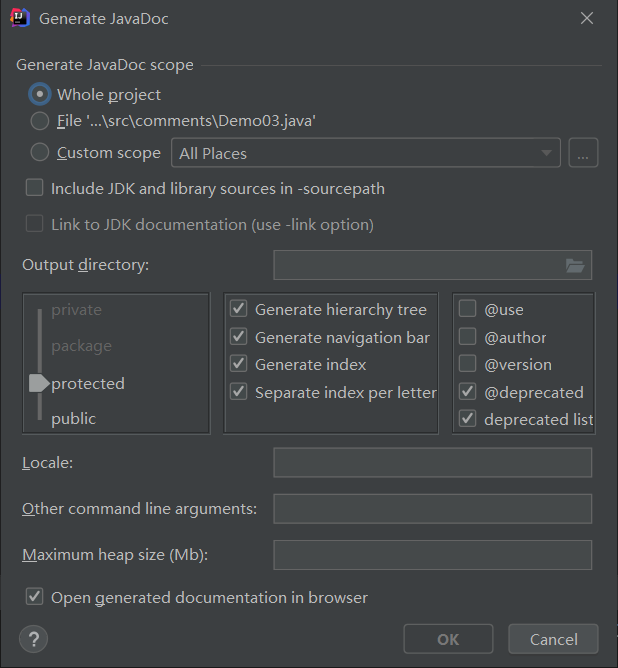 Generate JavaDoc
Generate JavaDoc scope
Whole project
File '...\src\comments\Demo03.java'
Custom scope All Places ...
Include JDK and library sources in -sourcepath
Link to JDK documentation (use -link option)
Output directory:
private
package
protected
public
Generate hierarchy tree
Generate navigation bar
Generate index
Separate index per letter
@use
@author
@version
@deprecated
deprecated list
Locale:
Other command line arguments:
Maximum heap size (Mb):
Open generated documentation in browser
? OK Cancel